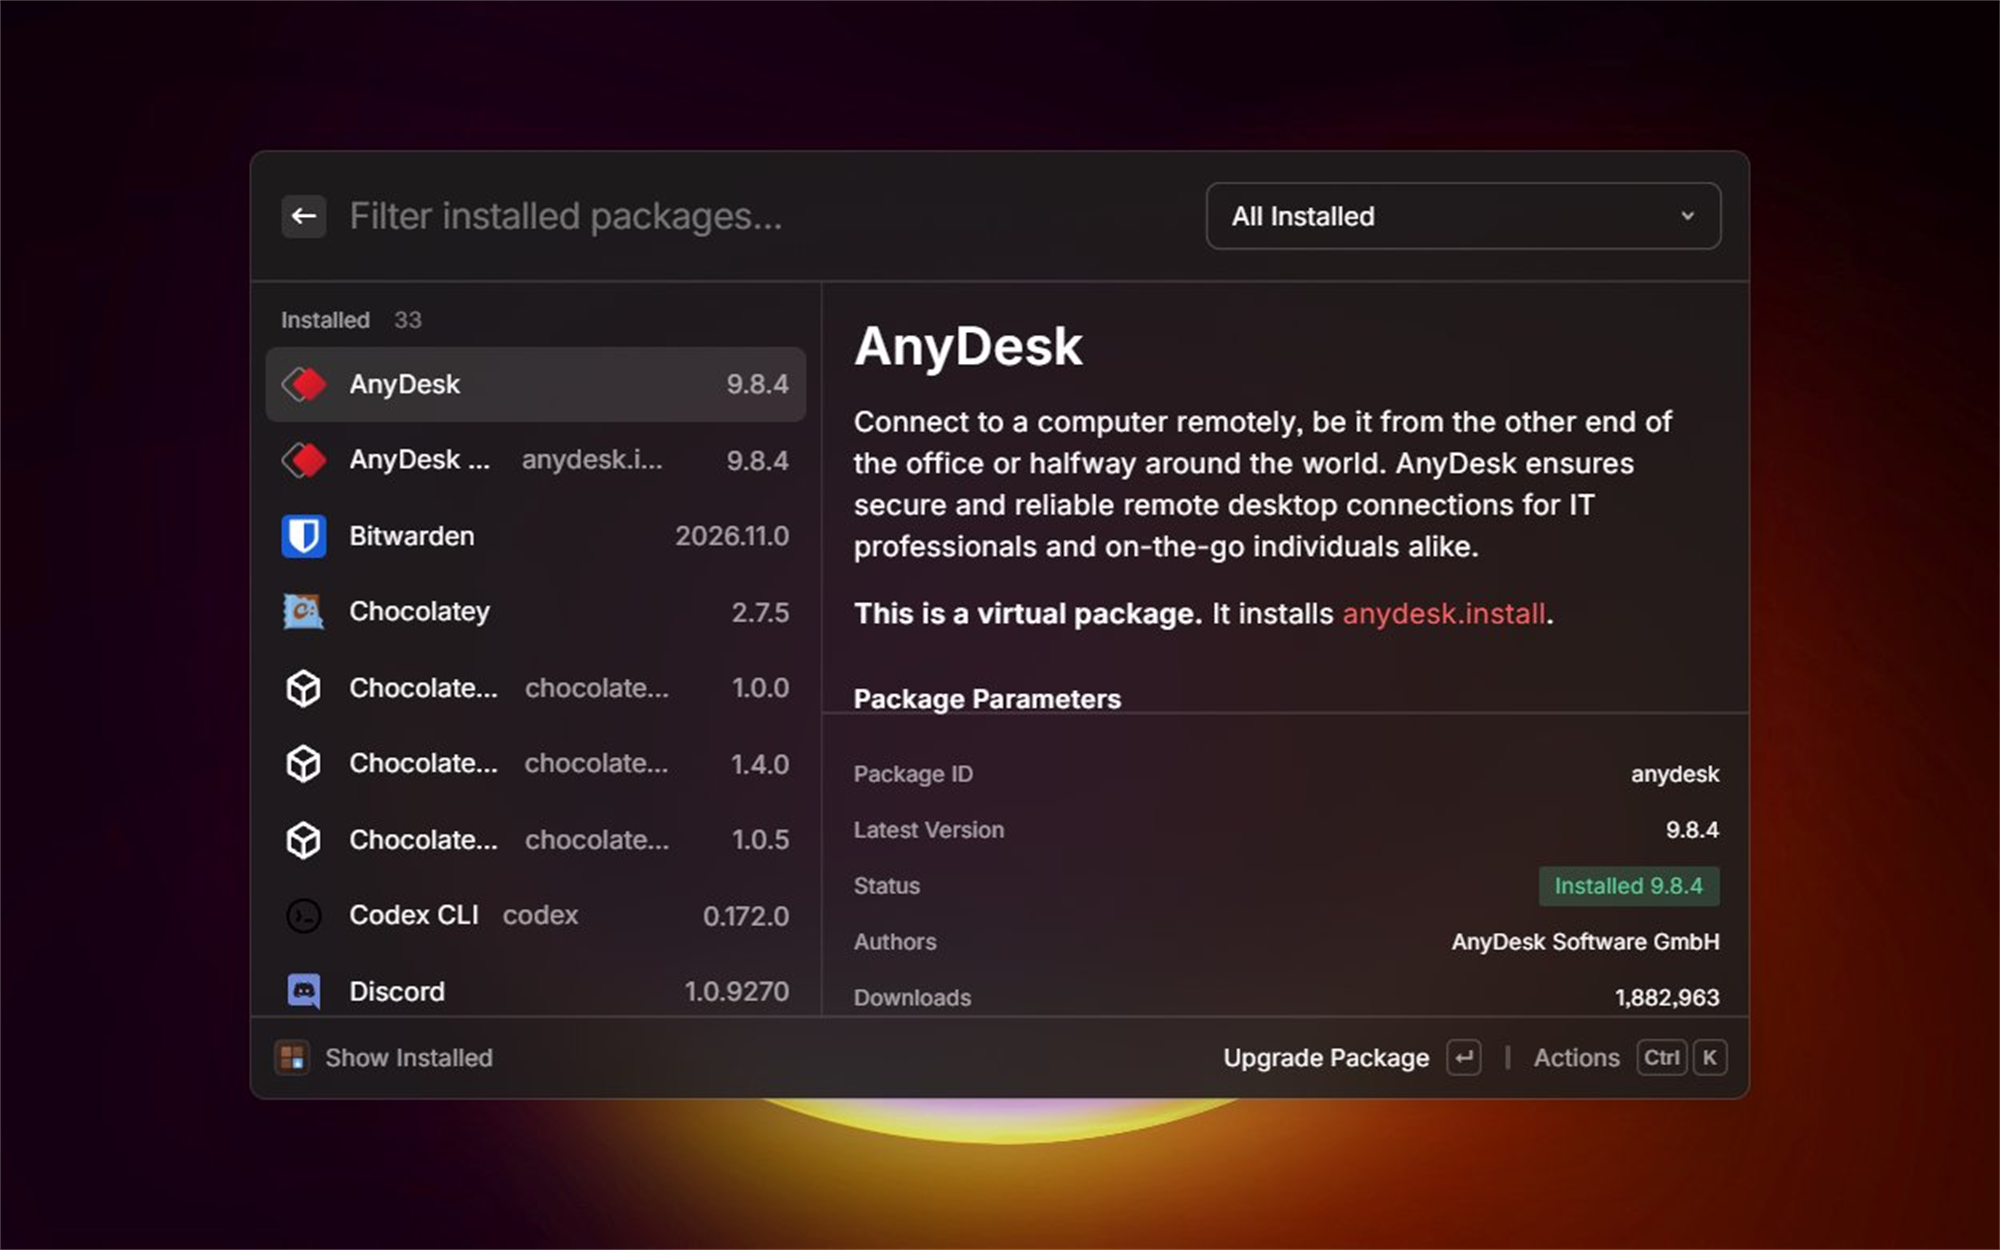 Filter installed packages...
All Installed
Installed 33
AnyDesk 9.8.4
AnyDesk ... anydesk.i... 9.8.4
Bitwarden 2026.11.0
Chocolatey 2.7.5
Chocolate... chocolate... 1.0.0
Chocolate... chocolate... 1.4.0
Chocolate... chocolate... 1.0.5
Codex CLI codex 0.172.0
Discord 1.0.9270
AnyDesk
Connect to a computer remotely, be it from the other end of
the office or halfway around the world. AnyDesk ensures
secure and reliable remote desktop connections for IT
professionals and on-the-go individuals alike.
This is a virtual package. It installs anydesk.install.
Package Parameters
Package ID anydesk
Latest Version 9.8.4
Status Installed 9.8.4
Authors AnyDesk Software GmbH
Downloads 1,882,963
Show Installed
Upgrade Package ↵ | Actions Ctrl K